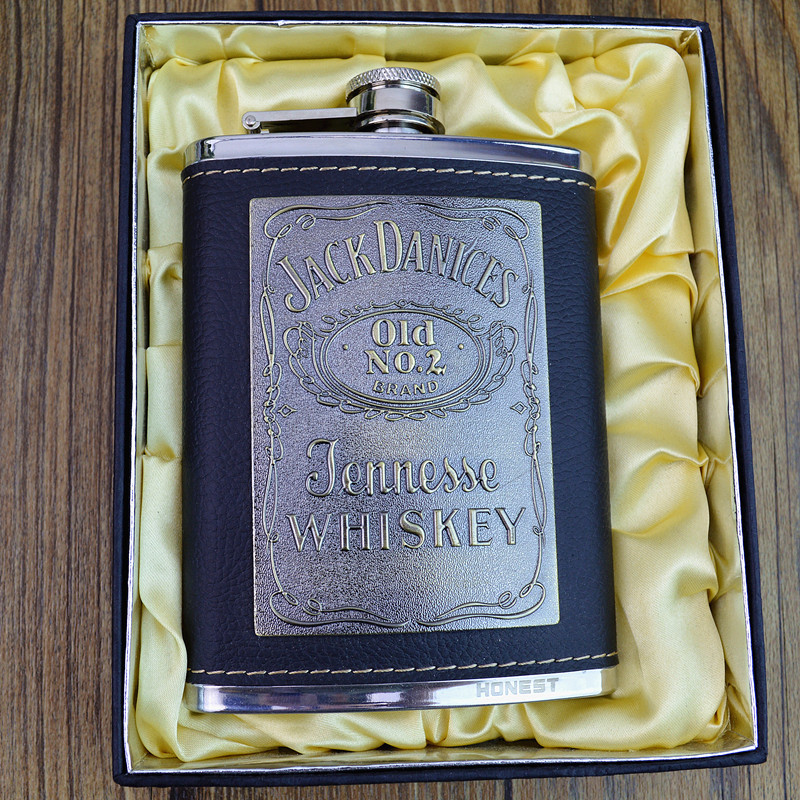 JACK DANICES
Old
NO.2
BRAND
Jennesse
WHISKEY
HONEST